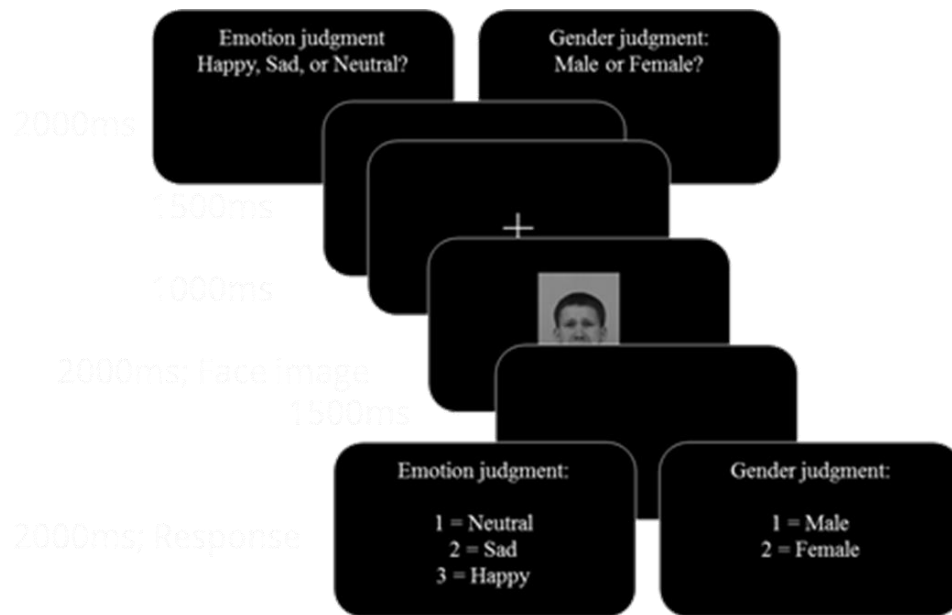 Emotion judgment
Happy, Sad, or Neutral?
Gender judgment:
Male or Female?
2000ms
1500ms
1000ms
2000ms; Face image
1500ms
Emotion judgment:
1 = Neutral
2 = Sad
3 = Happy
Gender judgment:
1 = Male
2 = Female
2000ms; Response